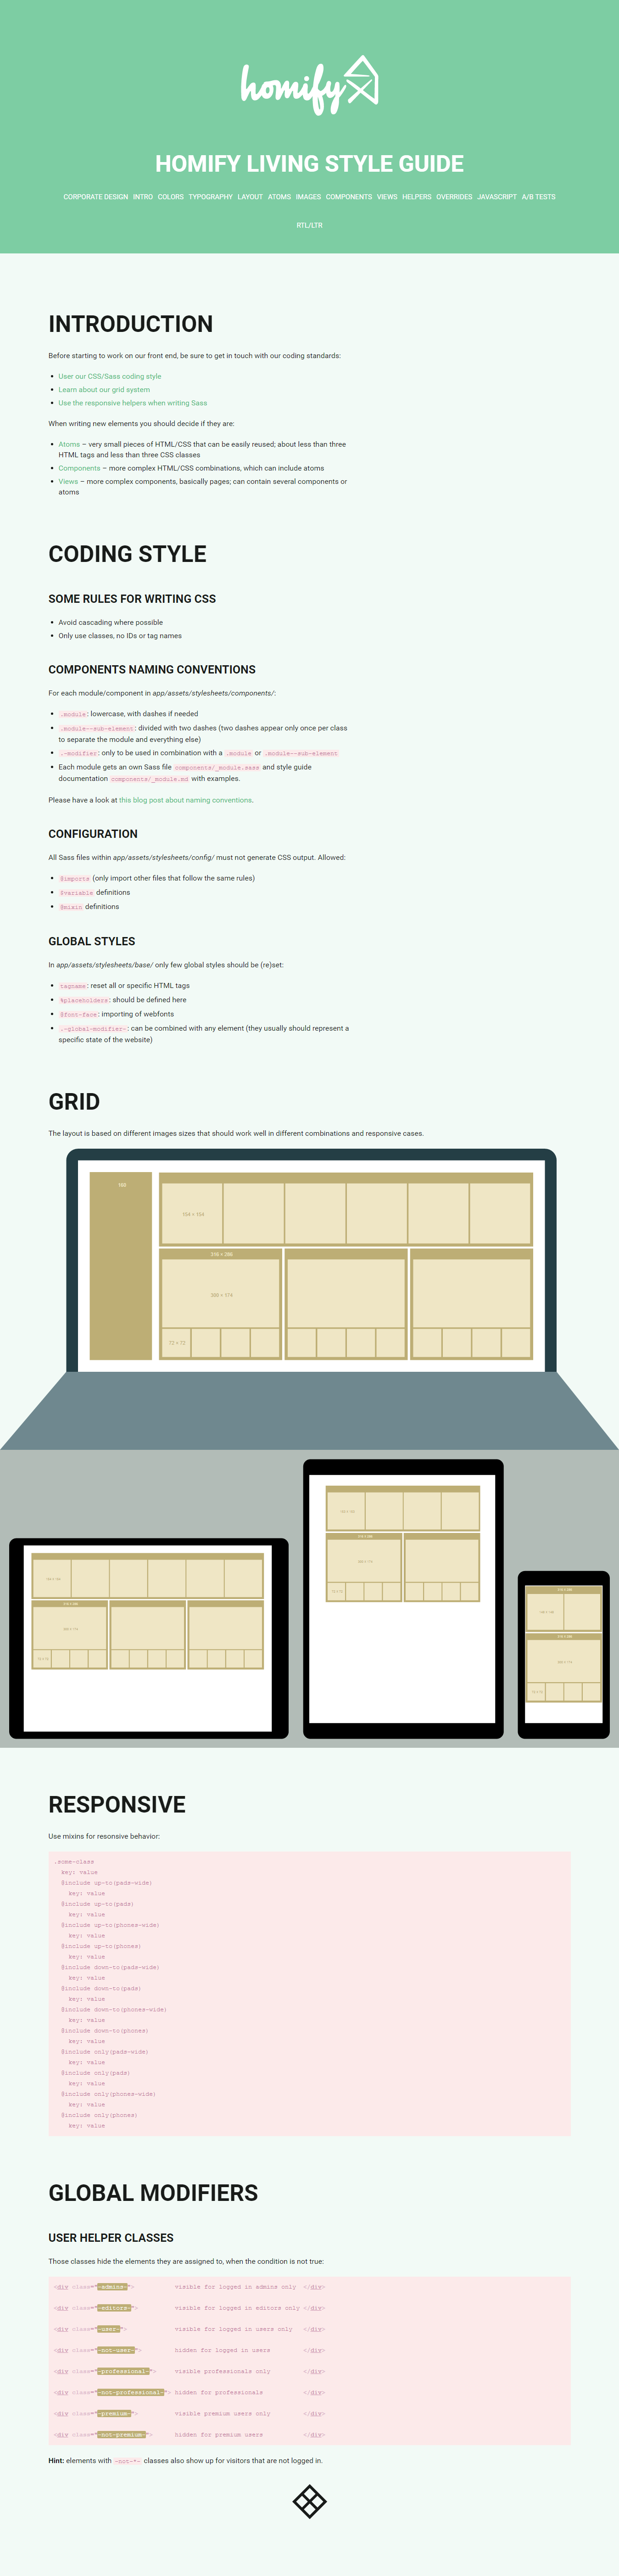 homify
HOMIFY LIVING STYLE GUIDE
CORPORATE DESIGN INTRO COLORS TYPOGRAPHY LAYOUT ATOMS IMAGES COMPONENTS VIEWS HELPERS OVERRIDES JAVASCRIPT A/B TESTS
RTL/LTR
INTRODUCTION
Before starting to work on our front end, be sure to get in touch with our coding standards:
• User our CSS/Sass coding style
• Learn about our grid system
• Use the responsive helpers when writing Sass
When writing new elements you should decide if they are:
• Atoms – very small pieces of HTML/CSS that can be easily reused; about less than three
HTML tags and less than three CSS classes
• Components – more complex HTML/CSS combinations, which can include atoms
• Views – more complex components, basically pages; can contain several components or
atoms
CODING STYLE
SOME RULES FOR WRITING CSS
• Avoid cascading where possible
• Only use classes, no IDs or tag names
COMPONENTS NAMING CONVENTIONS
For each module/component in app/assets/stylesheets/components/:
• .module: lowercase, with dashes if needed
• .module--sub-element: divided with two dashes (two dashes appear only once per class
to separate the module and everything else)
• .-modifier: only to be used in combination with a .module or .module--sub-element
• Each module gets an own Sass file components/_module.sass and style guide
documentation components/_module.md with examples.
Please have a look at this blog post about naming conventions.
CONFIGURATION
All Sass files within app/assets/stylesheets/config/ must not generate CSS output. Allowed:
• @imports (only import other files that follow the same rules)
• $variable definitions
• @mixin definitions
GLOBAL STYLES
In app/assets/stylesheets/base/ only few global styles should be (re)set:
• tagname: reset all or specific HTML tags
• %placeholders: should be defined here
• @font-face: importing of webfonts
• .-global-modifier-: can be combined with any element (they usually should represent a
specific state of the website)
GRID
The layout is based on different images sizes that should work well in different combinations and responsive cases.
160
154 × 154
316 × 386
300 × 174
72 × 72
RESPONSIVE
Use mixins for resonsive behavior:
.some-class
key: value
@include up-to(pads-wide)
key: value
@include up-to(pads)
key: value
@include up-to(phones-wide)
key: value
@include up-to(phones)
key: value
@include down-to(pads-wide)
key: value
@include down-to(pads)
key: value
@include down-to(phones-wide)
key: value
@include down-to(phones)
key: value
@include only(pads-wide)
key: value
@include only(pads)
key: value
@include only(phones-wide)
key: value
@include only(phones)
key: value
GLOBAL MODIFIERS
USER HELPER CLASSES
Those classes hide the elements they are assigned to, when the condition is not true:
<div class="-admins-"> visible for logged in admins only </div>
<div class="-editors-"> visible for logged in editors only </div>
<div class="-user-"> visible for logged in users only </div>
<div class="-not-user-"> hidden for logged in users </div>
<div class="-professional-"> visible professionals only </div>
<div class="-not-professional-"> hidden for professionals </div>
<div class="-premium-"> visible premium users only </div>
<div class="-not-premium-"> hidden for premium users </div>
Hint: elements with -not-*- classes also show up for visitors that are not logged in.